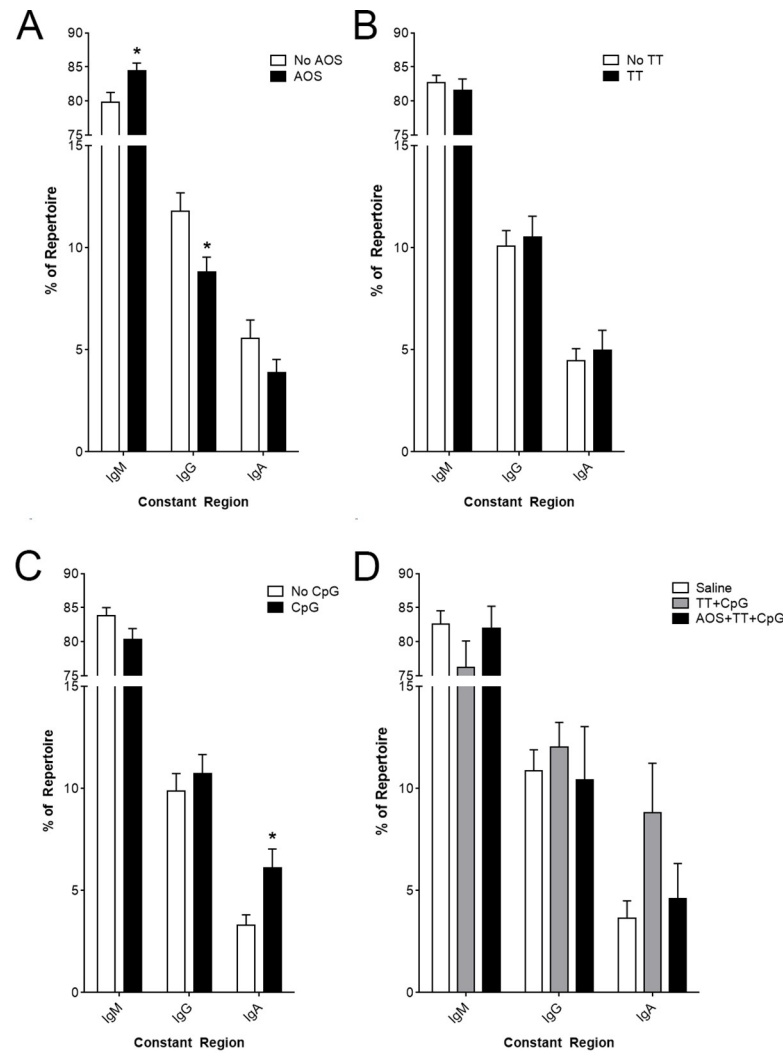 A
No AOS
AOS
% of Repertoire
90
85
80
75
15
10
5
0
*
*
IgM
IgG
IgA
Constant Region
B
No TT
TT
% of Repertoire
90
85
80
75
15
10
5
0
IgM
IgG
IgA
Constant Region
C
No CpG
CpG
% of Repertoire
90
85
80
75
15
10
5
0
*
IgM
IgG
IgA
Constant Region
D
Saline
TT+CpG
AOS+TT+CpG
% of Repertoire
90
85
80
75
15
10
5
0
IgM
IgG
IgA
Constant Region